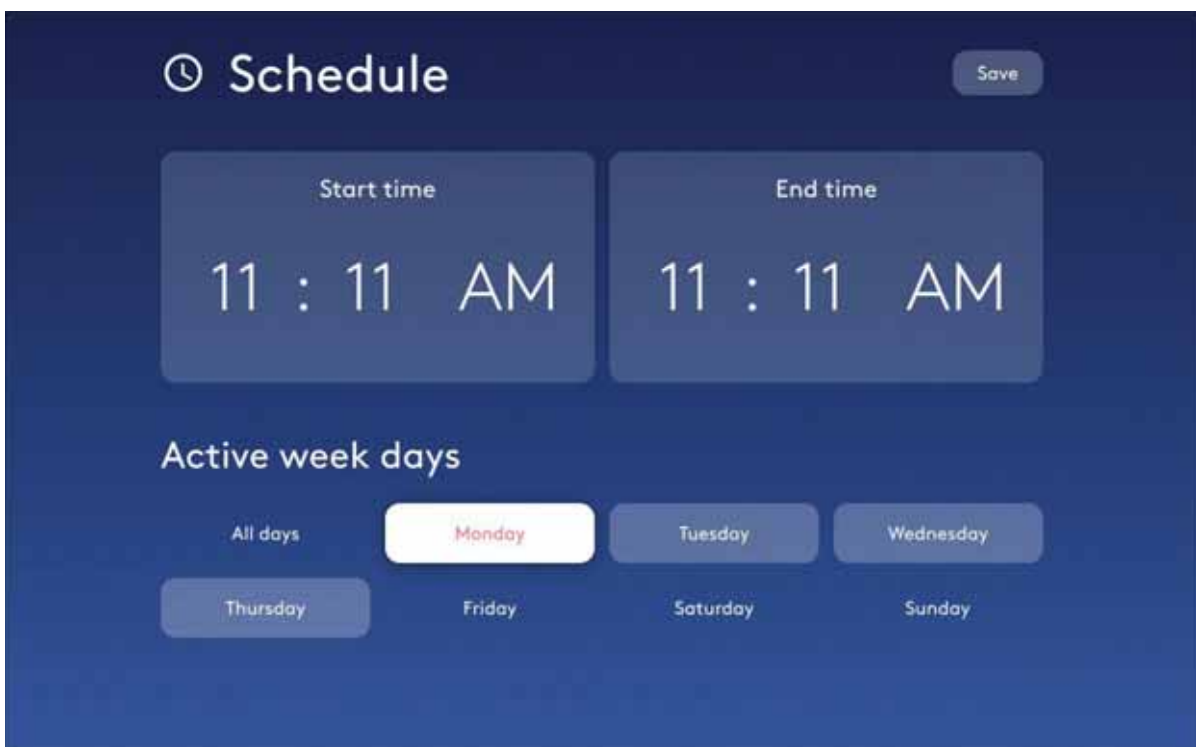 Schedule
Save
Start time
End time
11 : 11 AM
11 : 11 AM
Active week days
All days
Monday
Tuesday
Wednesday
Thursday
Friday
Saturday
Sunday